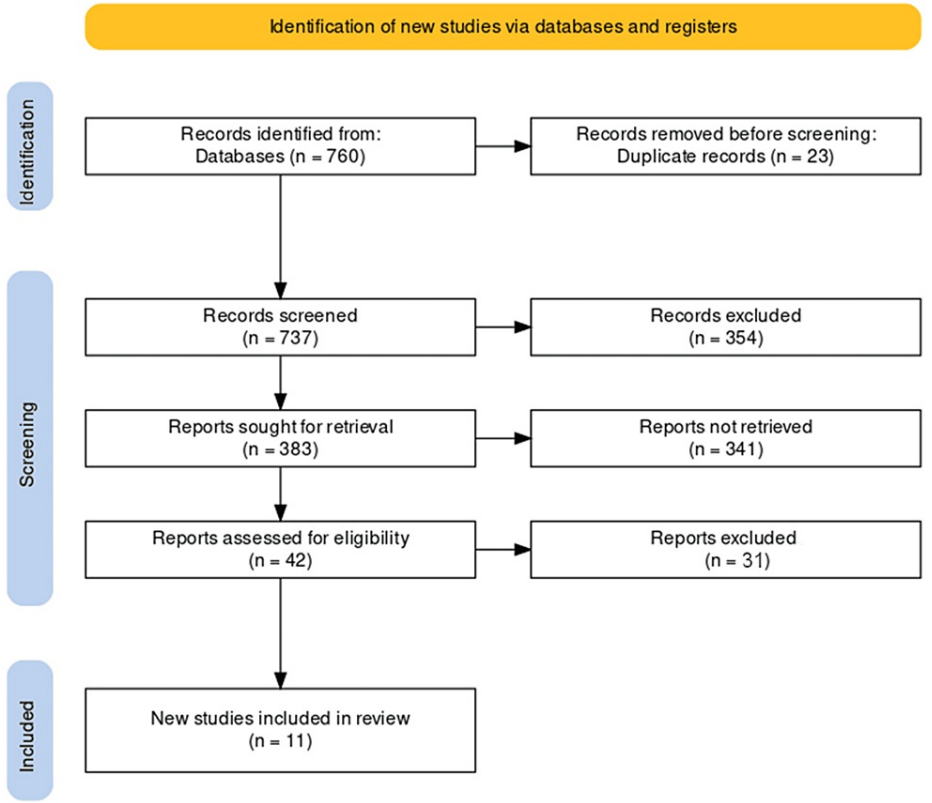 Identification of new studies via databases and registers
Identification
Records identified from:
Databases (n = 760)
Records removed before screening:
Duplicate records (n = 23)
Screening
Records screened
(n = 737)
Records excluded
(n = 354)
Reports sought for retrieval
(n = 383)
Reports not retrieved
(n = 341)
Reports assessed for eligibility
(n = 42)
Reports excluded
(n = 31)
Included
New studies included in review
(n = 11)